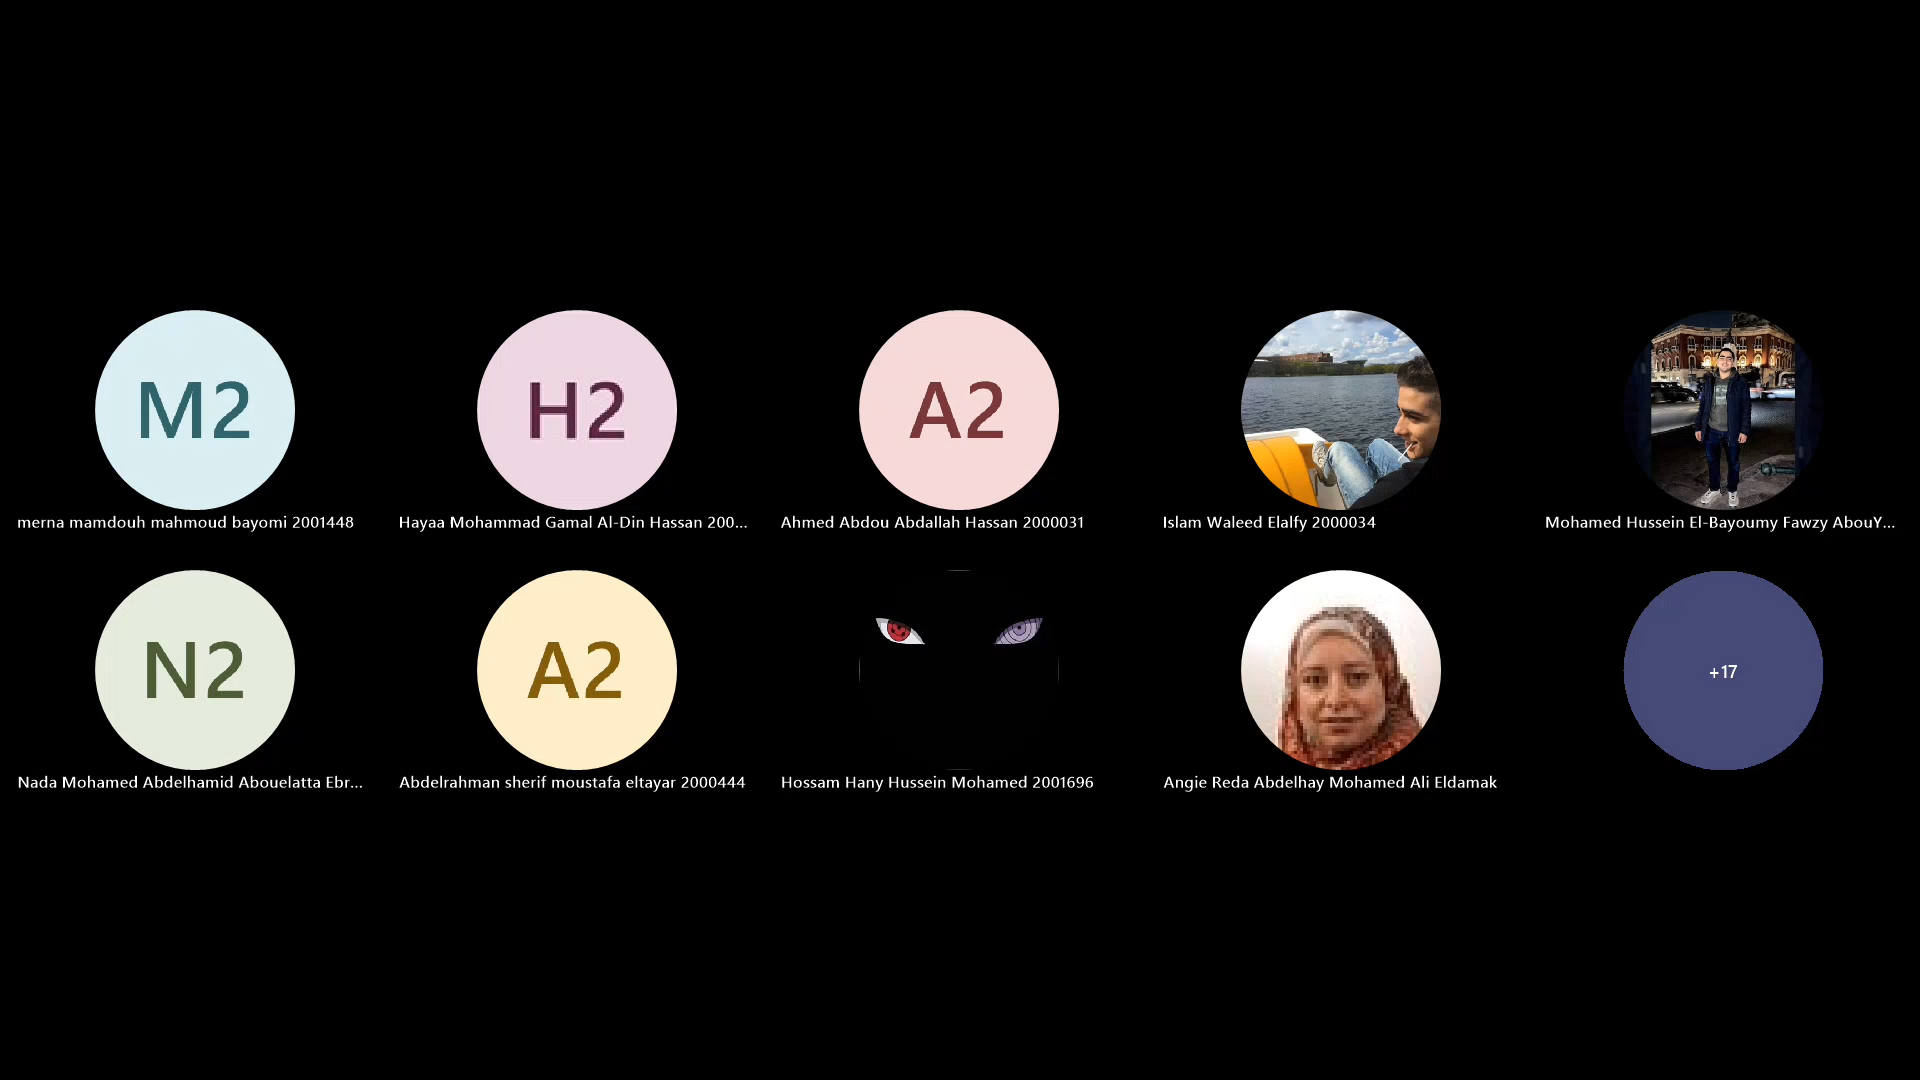 M2
H2
A2
merna mamdouh mahmoud bayomi 2001448
Hayaa Mohammad Gamal Al-Din Hassan 200...
Ahmed Abdou Abdallah Hassan 2000031
Islam Waleed Elalfy 2000034
Mohamed Hussein El-Bayoumy Fawzy AbouY...
N2
A2
+17
Nada Mohamed Abdelhamid Abouelatta Ebr...
Abdelrahman sherif moustafa eltayar 2000444
Hossam Hany Hussein Mohamed 2001696
Angie Reda Abdelhay Mohamed Ali Eldamak